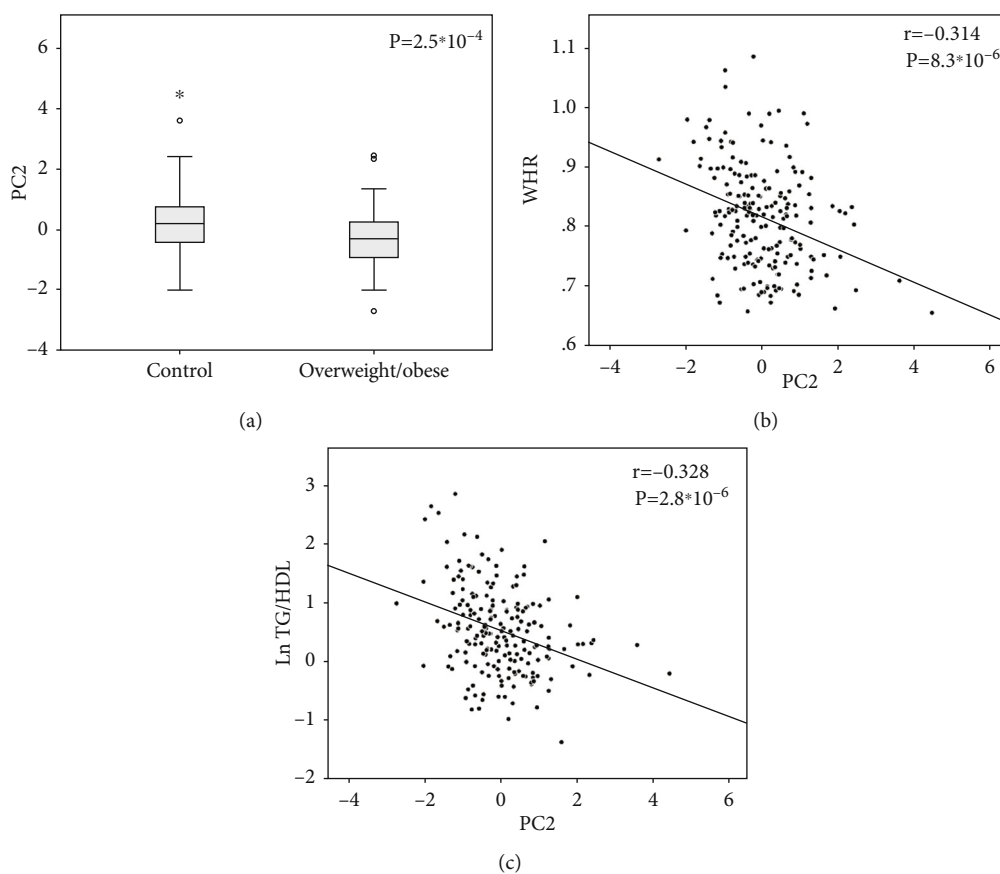 P=2.5*10−4
6
4
2
0
−2
−4
PC2
*
Control
Overweight/obese
(a)
r=−0.314
P=8.3*10−6
1.1
1.0
.9
.8
.7
.6
WHR
−4 −2 0 2 4 6
PC2
(b)
r=−0.328
P=2.8*10−6
3
2
1
0
−1
−2
Ln TG/HDL
−4 −2 0 2 4 6
PC2
(c)